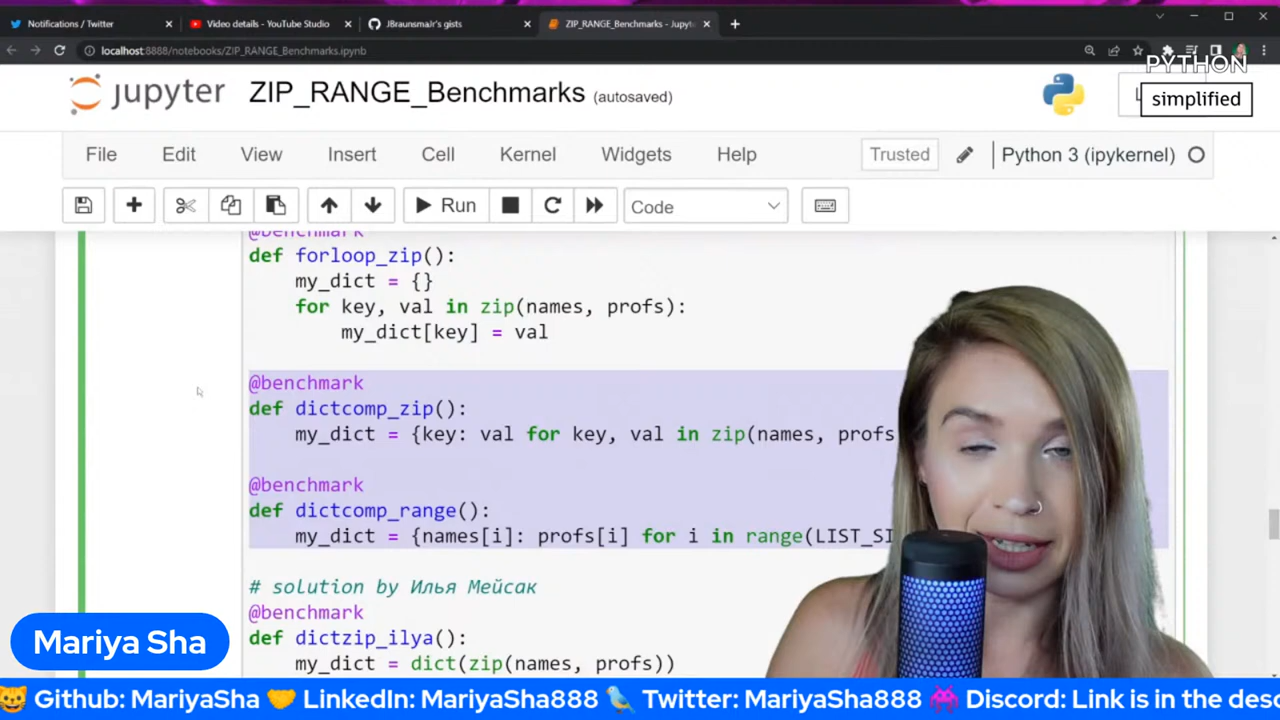 Notifications / Twitter
Video details - YouTube Studio
JBraunsmaJr's gists
ZIP_RANGE_Benchmarks - Jupyte
localhost:8888/notebooks/ZIP_RANGE_Benchmarks.ipynb
PYTHON
simplified
jupyter
ZIP_RANGE_Benchmarks (autosaved)
File
Edit
View
Insert
Cell
Kernel
Widgets
Help
Trusted
Python 3 (ipykernel)
Run
Code
@benchmark
def forloop_zip():
my_dict = {}
for key, val in zip(names, profs):
my_dict[key] = val
@benchmark
def dictcomp_zip():
my_dict = {key: val for key, val in zip(names, profs
@benchmark
def dictcomp_range():
my_dict = {names[i]: profs[i] for i in range(LIST_SI
# solution by Илья Мейсак
@benchmark
def dictzip_ilya():
my_dict = dict(zip(names, profs))
Mariya Sha
Github: MariyaSha LinkedIn: MariyaSha888 Twitter: MariyaSha888 Discord: Link is in the desc